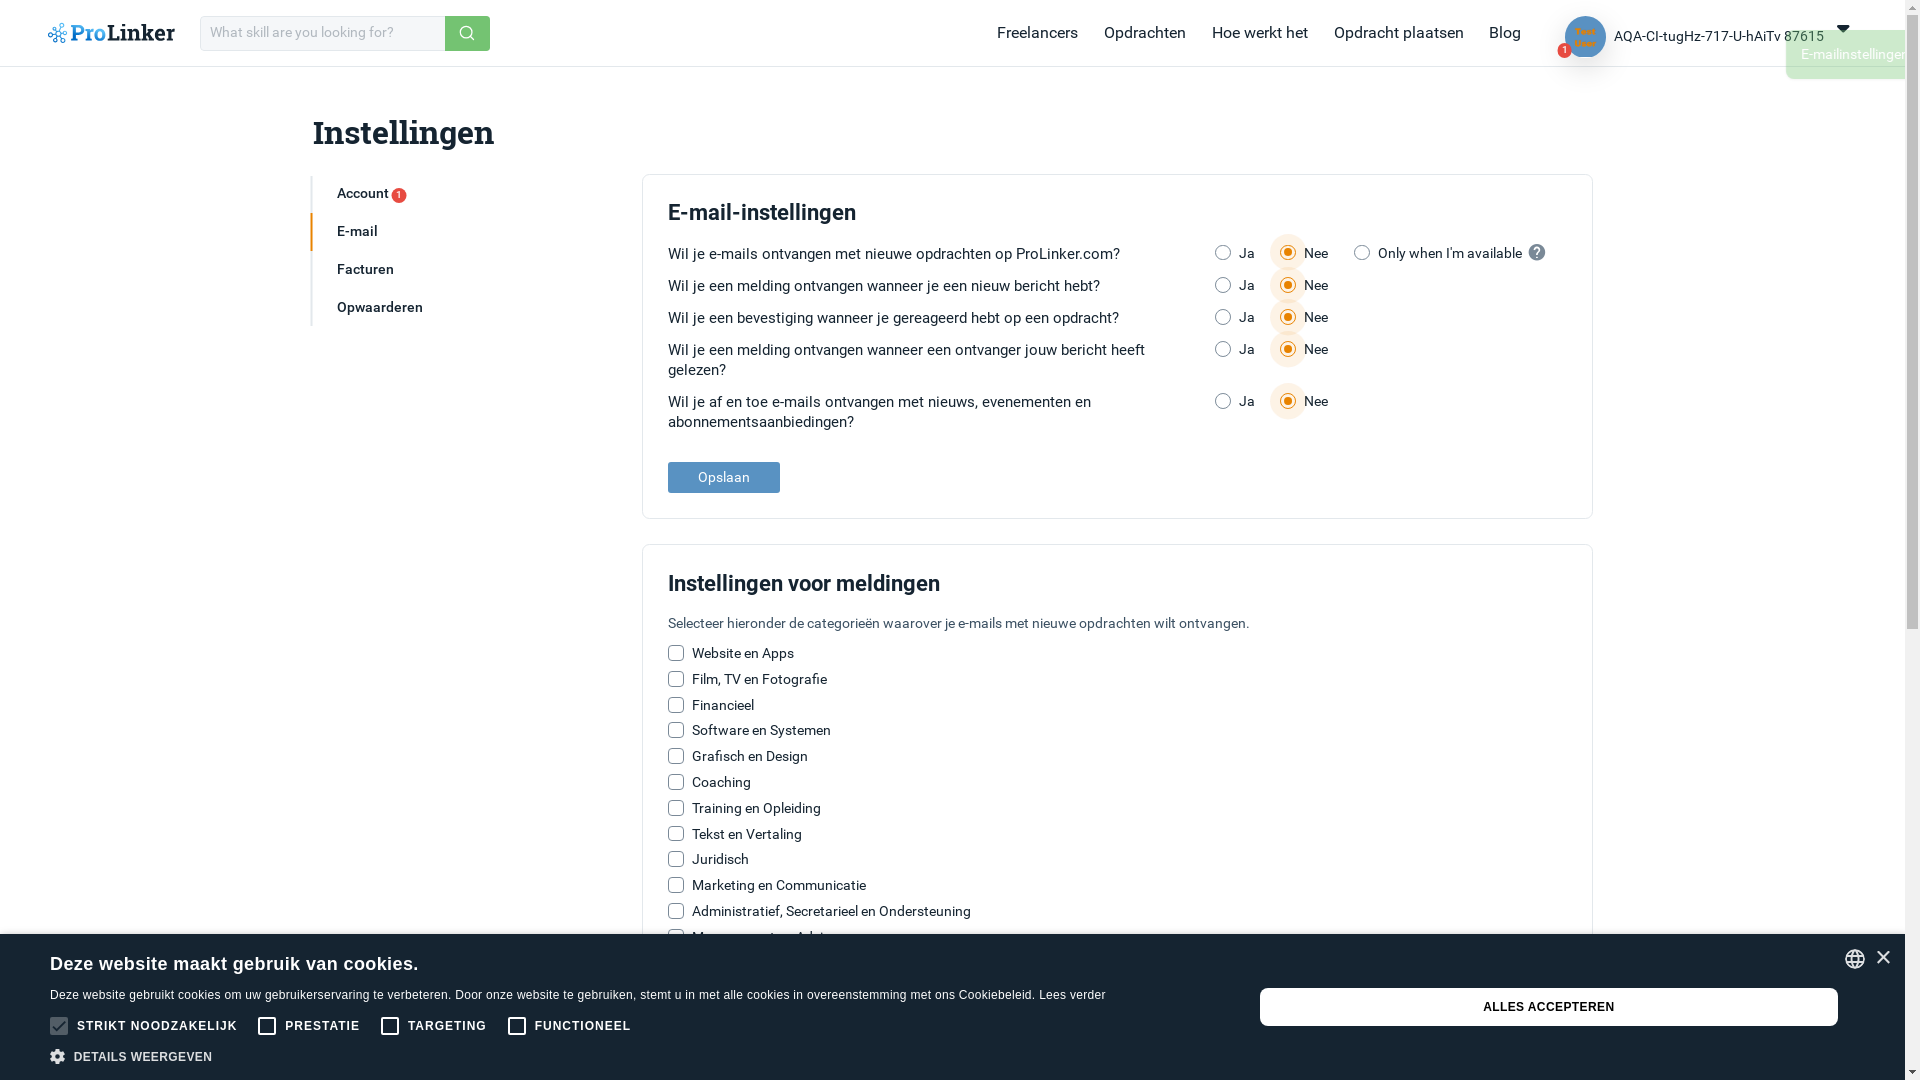 ProLinker
What skill are you looking for?
Freelancers
Opdrachten
Hoe werkt het
Opdracht plaatsen
Blog
Test
User
1
AQA-CI-tugHz-717-U-hAiTv 87615
E-mailinstellingen
Instellingen
Account 1
E-mail
Facturen
Opwaarderen
E-mail-instellingen
Wil je e-mails ontvangen met nieuwe opdrachten op ProLinker.com?
Ja
Nee
Only when I'm available
?
Wil je een melding ontvangen wanneer je een nieuw bericht hebt?
Ja
Nee
Wil je een bevestiging wanneer je gereageerd hebt op een opdracht?
Ja
Nee
Wil je een melding ontvangen wanneer een ontvanger jouw bericht heeft
gelezen?
Ja
Nee
Wil je af en toe e-mails ontvangen met nieuws, evenementen en
abonnementsaanbiedingen?
Ja
Nee
Opslaan
Instellingen voor meldingen
Selecteer hieronder de categorieën waarover je e-mails met nieuwe opdrachten wilt ontvangen.
Website en Apps
Film, TV en Fotografie
Financieel
Software en Systemen
Grafisch en Design
Coaching
Training en Opleiding
Tekst en Vertaling
Juridisch
Marketing en Communicatie
Administratief, Secretarieel en Ondersteuning
Deze website maakt gebruik van cookies.
Deze website gebruikt cookies om uw gebruikerservaring te verbeteren. Door onze website te gebruiken, stemt u in met alle cookies in overeenstemming met ons Cookiebeleid. Lees verder
STRIKT NOODZAKELIJK
PRESTATIE
TARGETING
FUNCTIONEEL
DETAILS WEERGEVEN
ALLES ACCEPTEREN
×